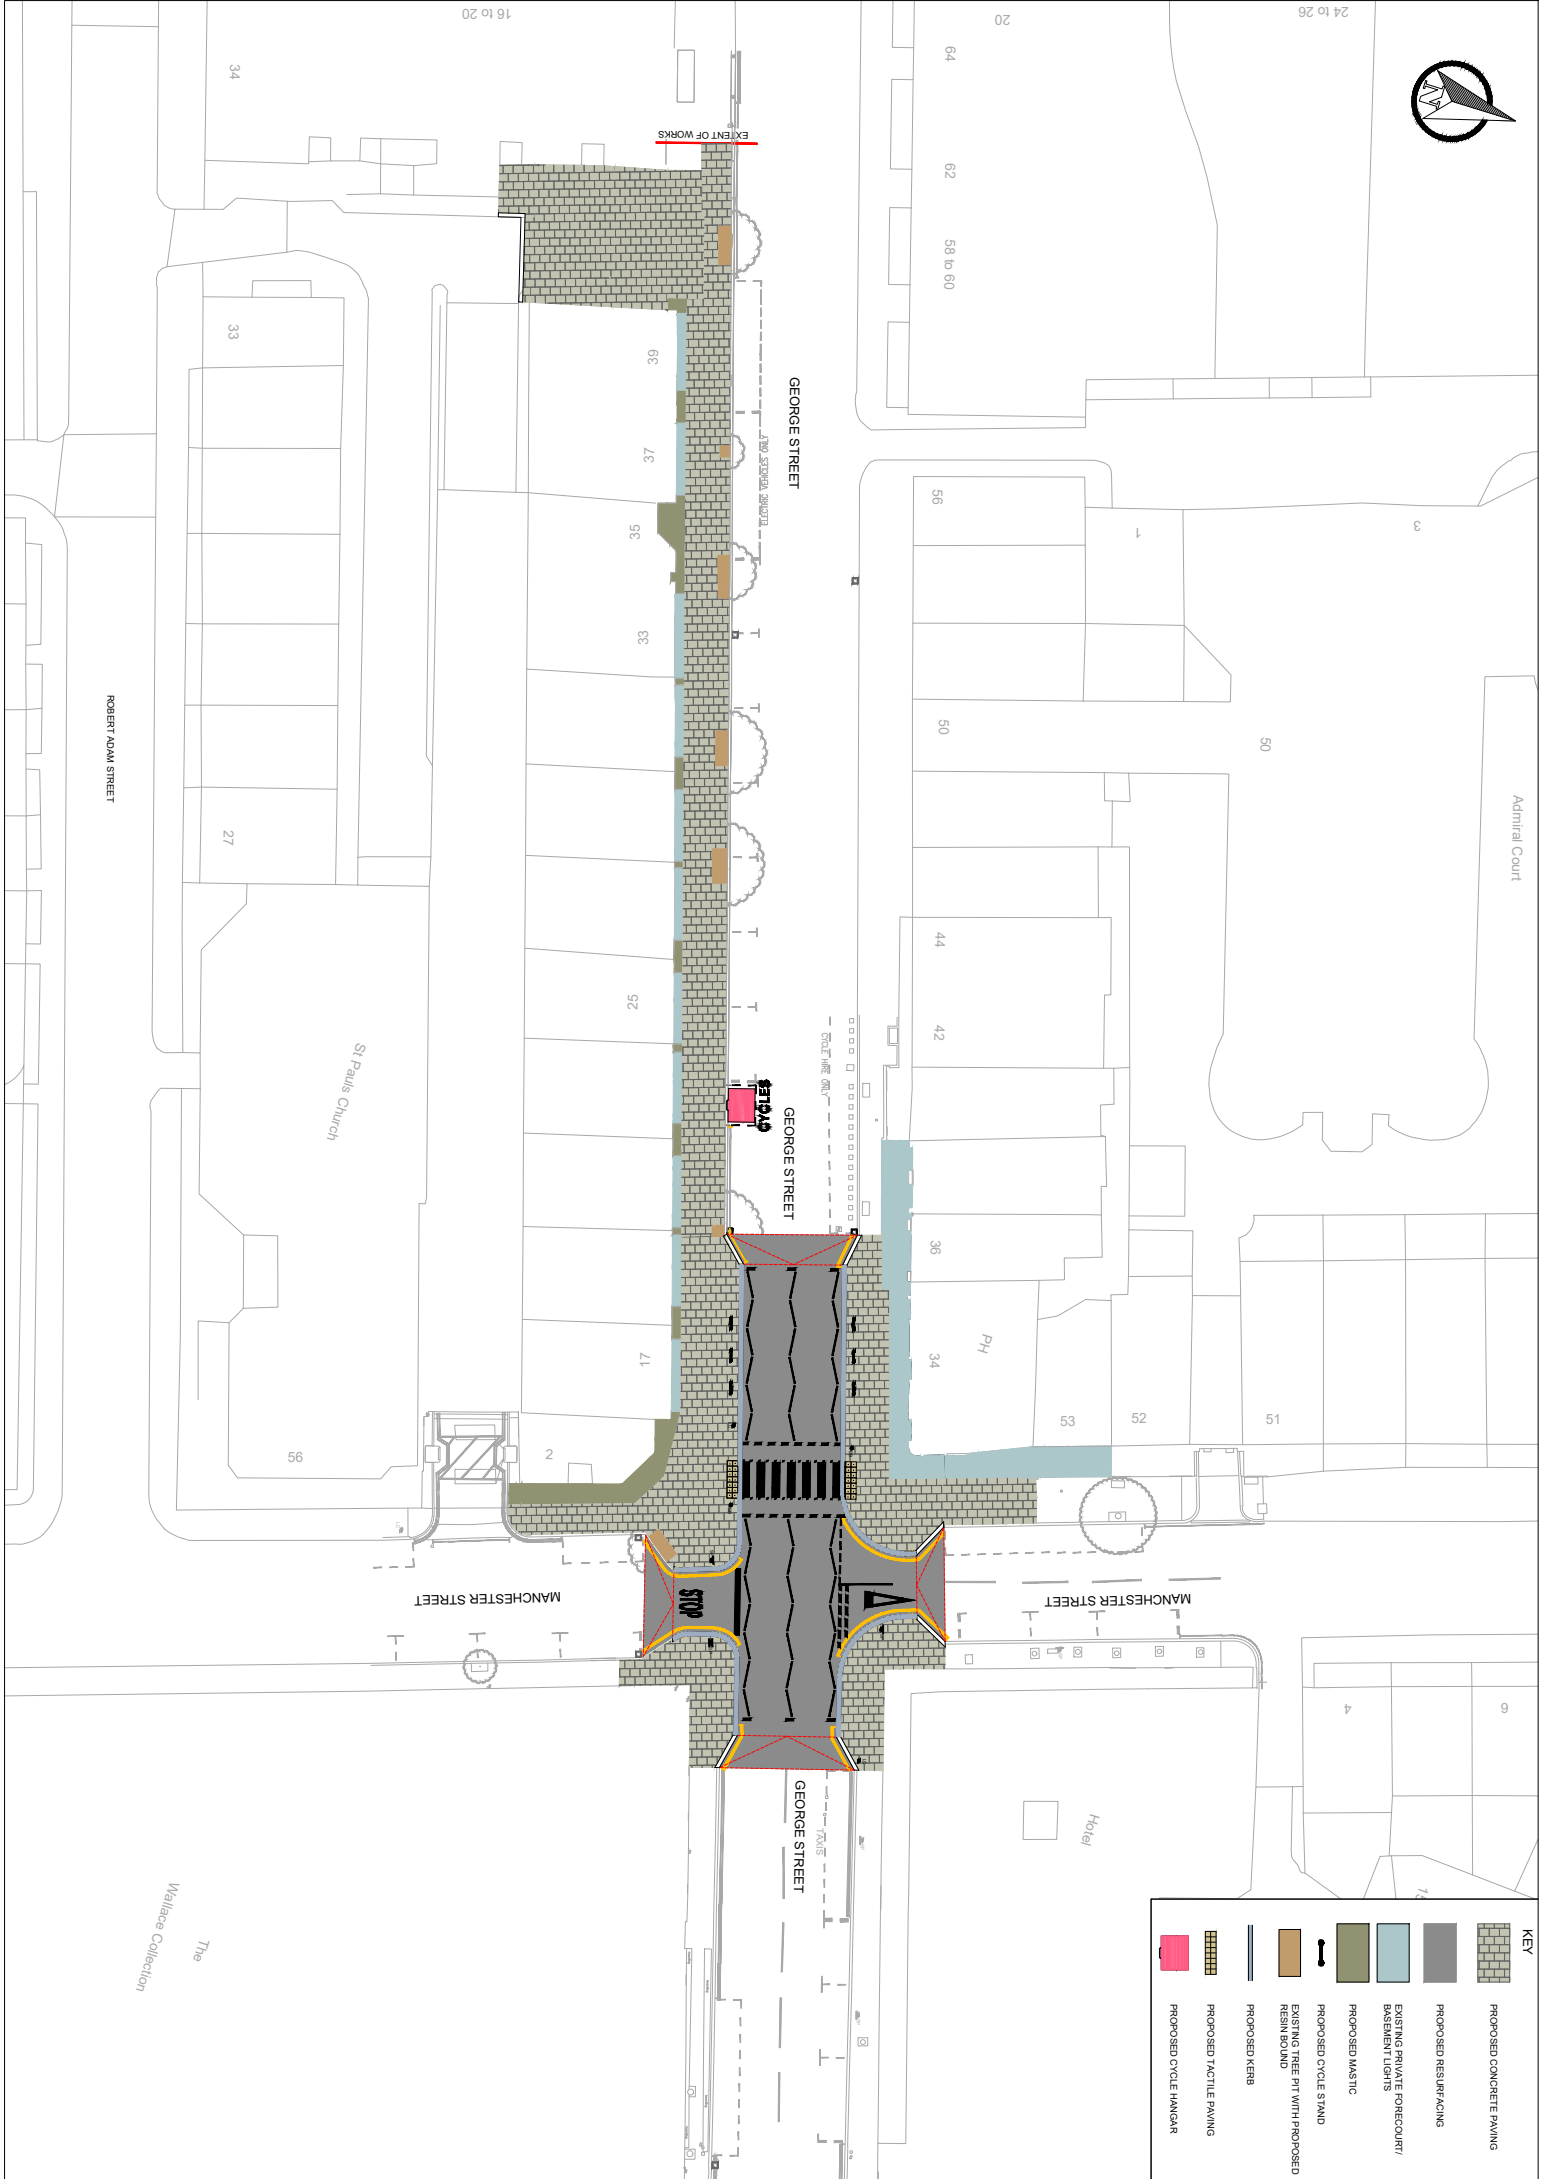 16 to 20
20
24 to 26
34
64
EXTENT OF WORKS
62
58 to 60
33
39
GEORGE STREET
37
ELECTRIC VEHICLES ONLY
35
56
1
3
33
ROBERT ADAM STREET
50
50
27
Admiral Court
44
25
42
CYCLE HIRE ONLY
St Pauls Church
CYCLES
GEORGE STREET
36
34
PH
17
53
52
51
56
2
MANCHESTER STREET
STOP
MANCHESTER STREET
4
6
GEORGE STREET
TAXIS
Hotel
The
Wallace Collection
KEY
PROPOSED CONCRETE PAVING
PROPOSED RESURFACING
EXISTING PRIVATE FORECOURT/
BASEMENT LIGHTS
PROPOSED MASTIC
PROPOSED CYCLE STAND
EXISTING TREE PIT WITH PROPOSED
RESIN BOUND
PROPOSED KERB
PROPOSED TACTILE PAVING
PROPOSED CYCLE HANGAR
N